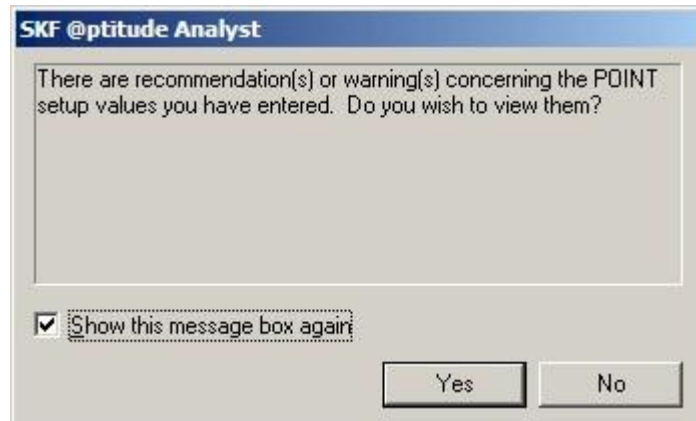 SKF @ptitude Analyst
There are recommendation(s) or warning(s) concerning the POINT
setup values you have entered.  Do you wish to view them?
Show this message box again
Yes No